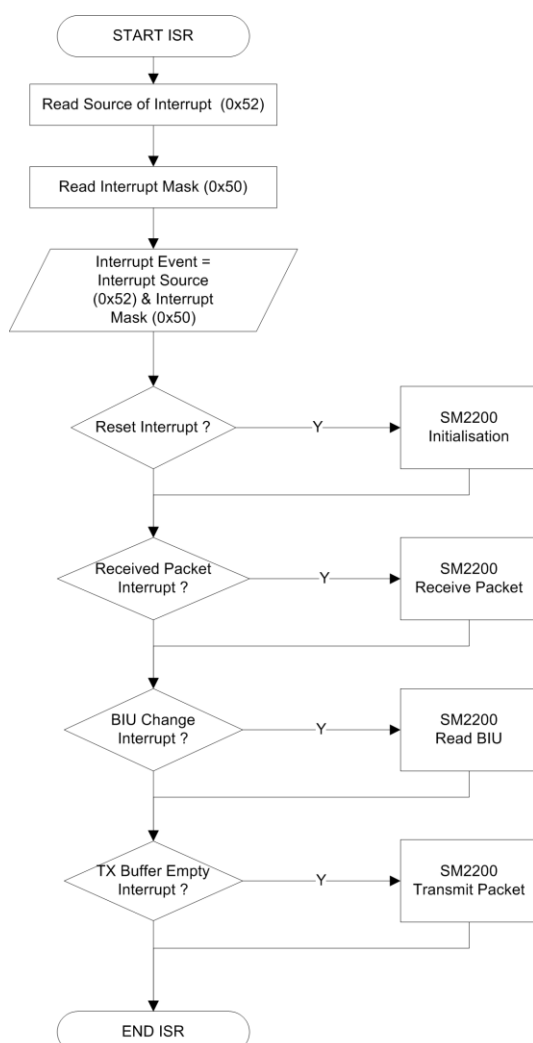 START ISR
Read Source of Interrupt (0x52)
Read Interrupt Mask (0x50)
Interrupt Event =
Interrupt Source
(0x52) & Interrupt
Mask (0x50)
Reset Interrupt ?
Y
SM2200
Initialisation
Received Packet
Interrupt ?
Y
SM2200
Receive Packet
BIU Change
Interrupt ?
Y
SM2200
Read BIU
TX Buffer Empty
Interrupt ?
Y
SM2200
Transmit Packet
END ISR